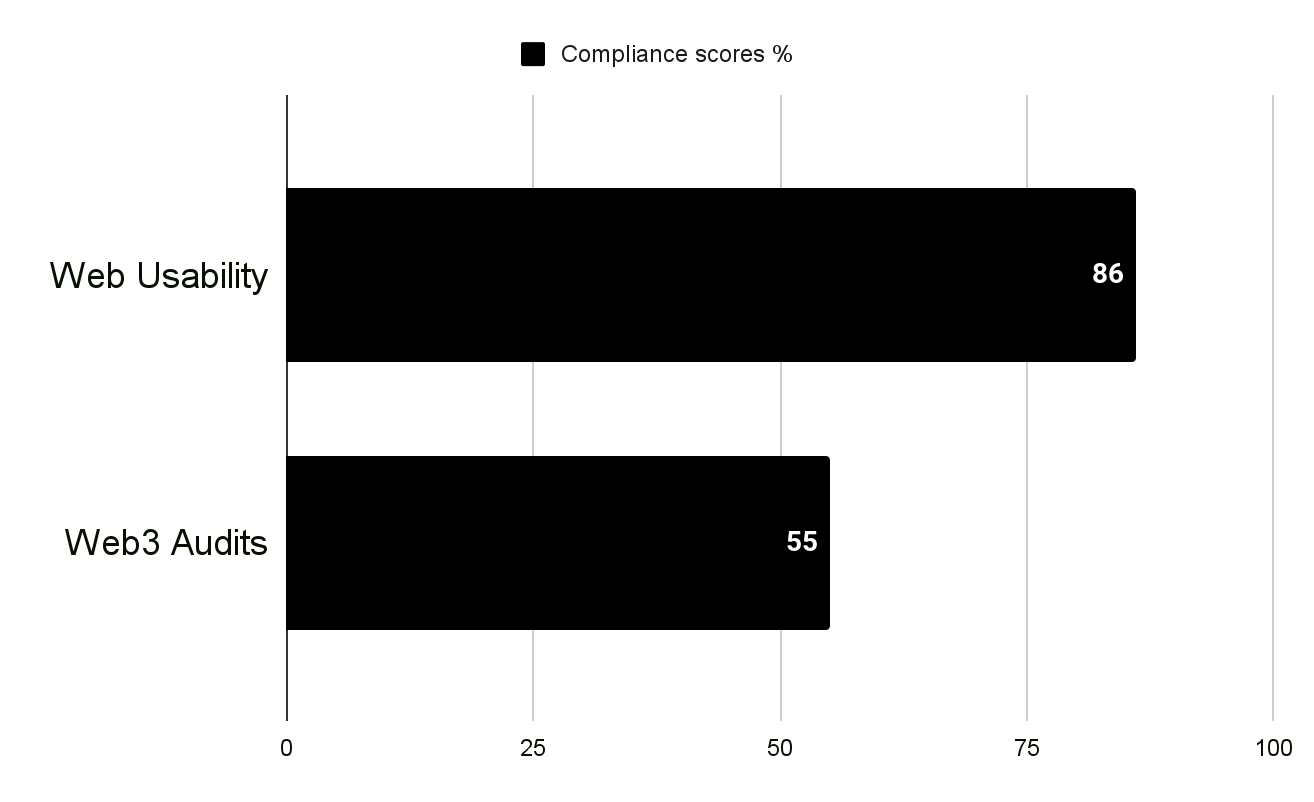 Compliance scores %
Web Usability
86
Web3 Audits
55
0 25 50 75 100